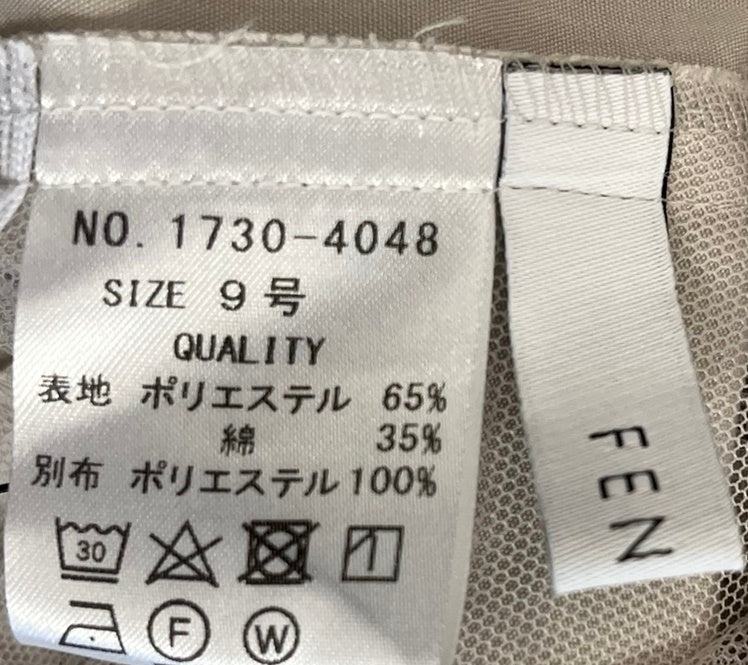 NO. 1730-4048
SIZE 9号
QUALITY
表地 ポリエステル 65%
綿 35%
別布 ポリエステル 100%
30
F W
FEN